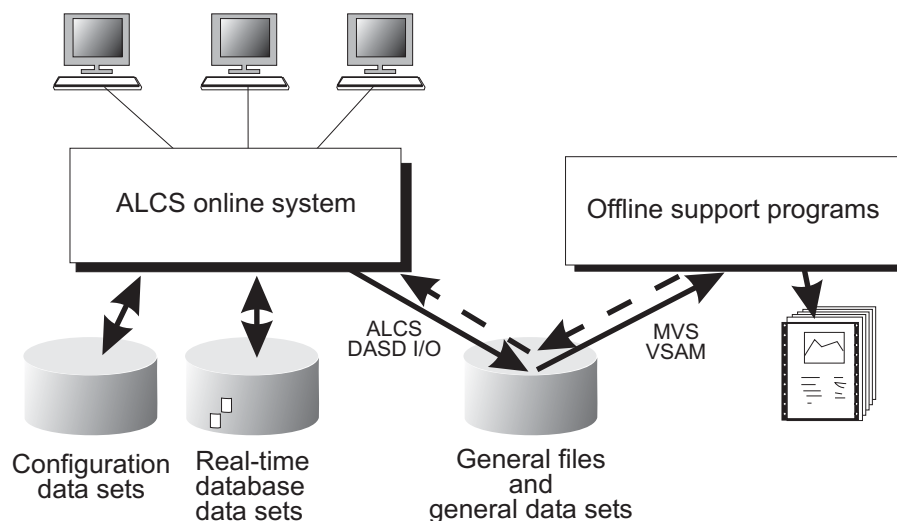 ALCS online system
Offline support programs
ALCS
DASD I/O
MVS
VSAM
Configuration
data sets
Real-time
database
data sets
General files
and
general data sets